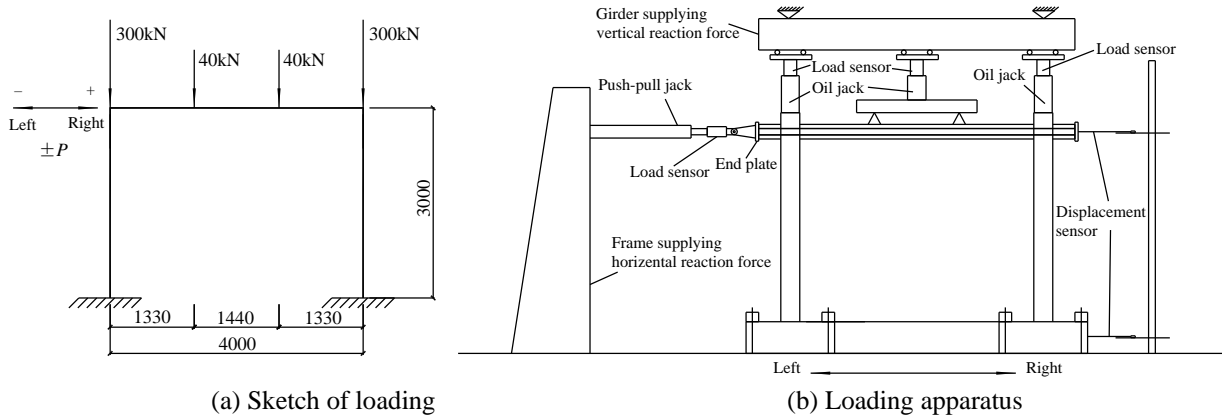 300kN
300kN
40kN
40kN
−
+
Left
Right
±P
3000
1330
1440
1330
4000
(a) Sketch of loading
Girder supplying
vertical reaction force
Load sensor
Load sensor
Push-pull jack
Oil jack
Oil jack
Load sensor
End plate
Displacement
sensor
Frame supplying
horizental reaction force
Left
Right
(b) Loading apparatus